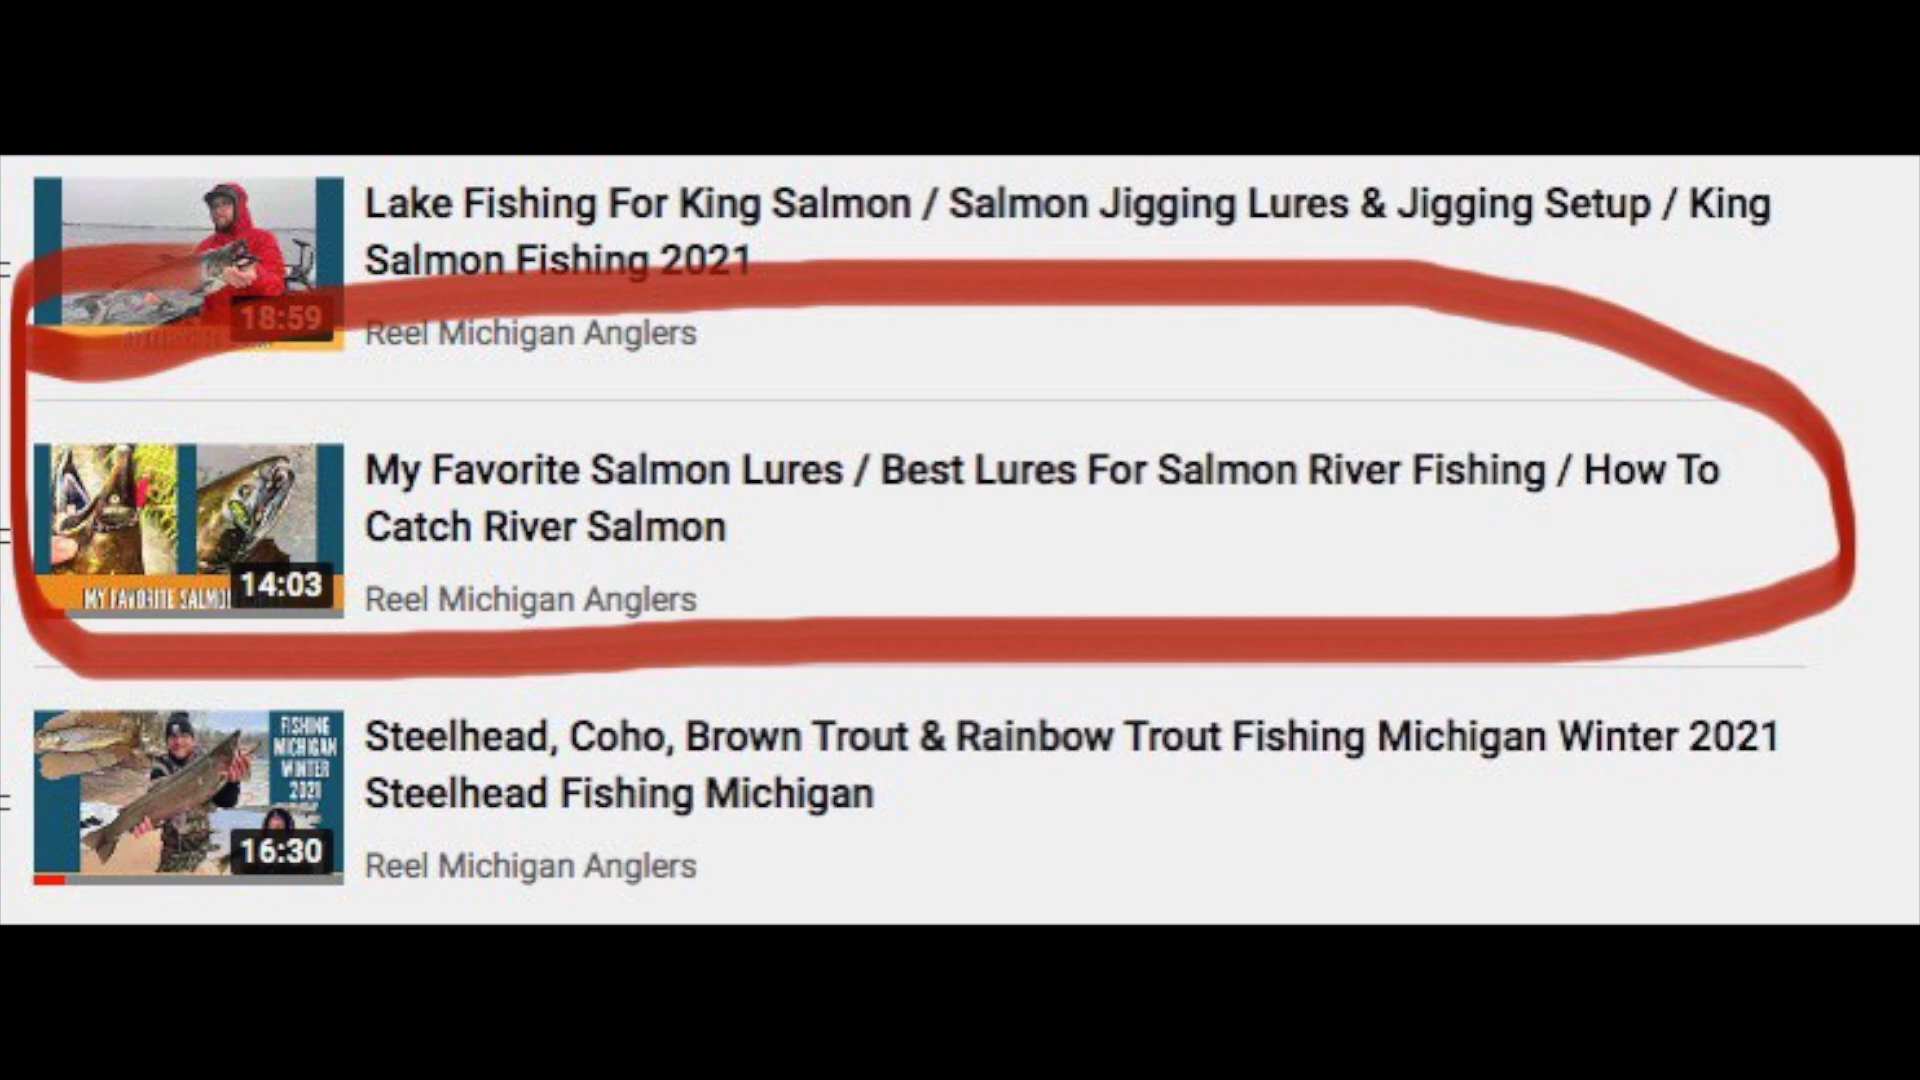 Lake Fishing For King Salmon / Salmon Jigging Lures & Jigging Setup / King
Salmon Fishing 2021
18:59
Reel Michigan Anglers
My Favorite Salmon Lures / Best Lures For Salmon River Fishing / How To
Catch River Salmon
MY FAVORITE
14:03
Reel Michigan Anglers
FISHING
MICHIGAN
WINTER
2021
Steelhead, Coho, Brown Trout & Rainbow Trout Fishing Michigan Winter 2021
Steelhead Fishing Michigan
16:30
Reel Michigan Anglers